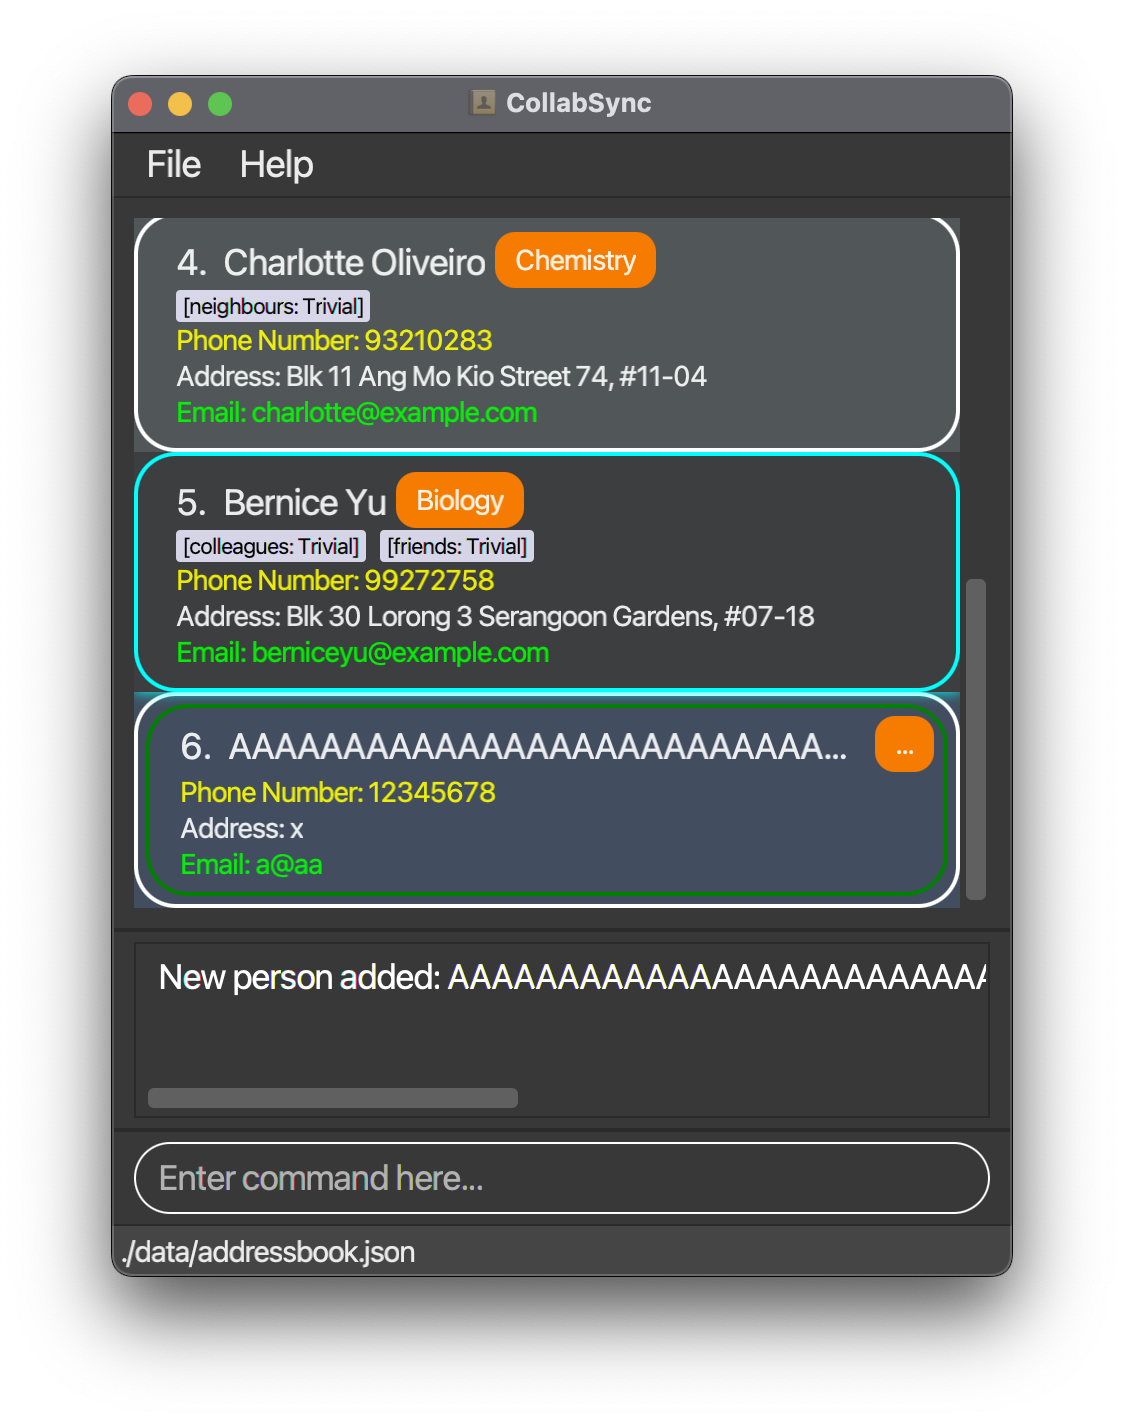 CollabSync
File Help
4. Charlotte Oliveiro Chemistry
[neighbours: Trivial]
Phone Number: 93210283
Address: Blk 11 Ang Mo Kio Street 74, #11-04
Email: charlotte@example.com
5. Bernice Yu Biology
[colleagues: Trivial] [friends: Trivial]
Phone Number: 99272758
Address: Blk 30 Lorong 3 Serangoon Gardens, #07-18
Email: berniceyu@example.com
6. AAAAAAAAAAAAAAAAAAAAAAAAAA... ...
Phone Number: 12345678
Address: x
Email: a@aa
New person added: AAAAAAAAAAAAAAAAAAAAAAAAA
Enter command here...
./data/addressbook.json